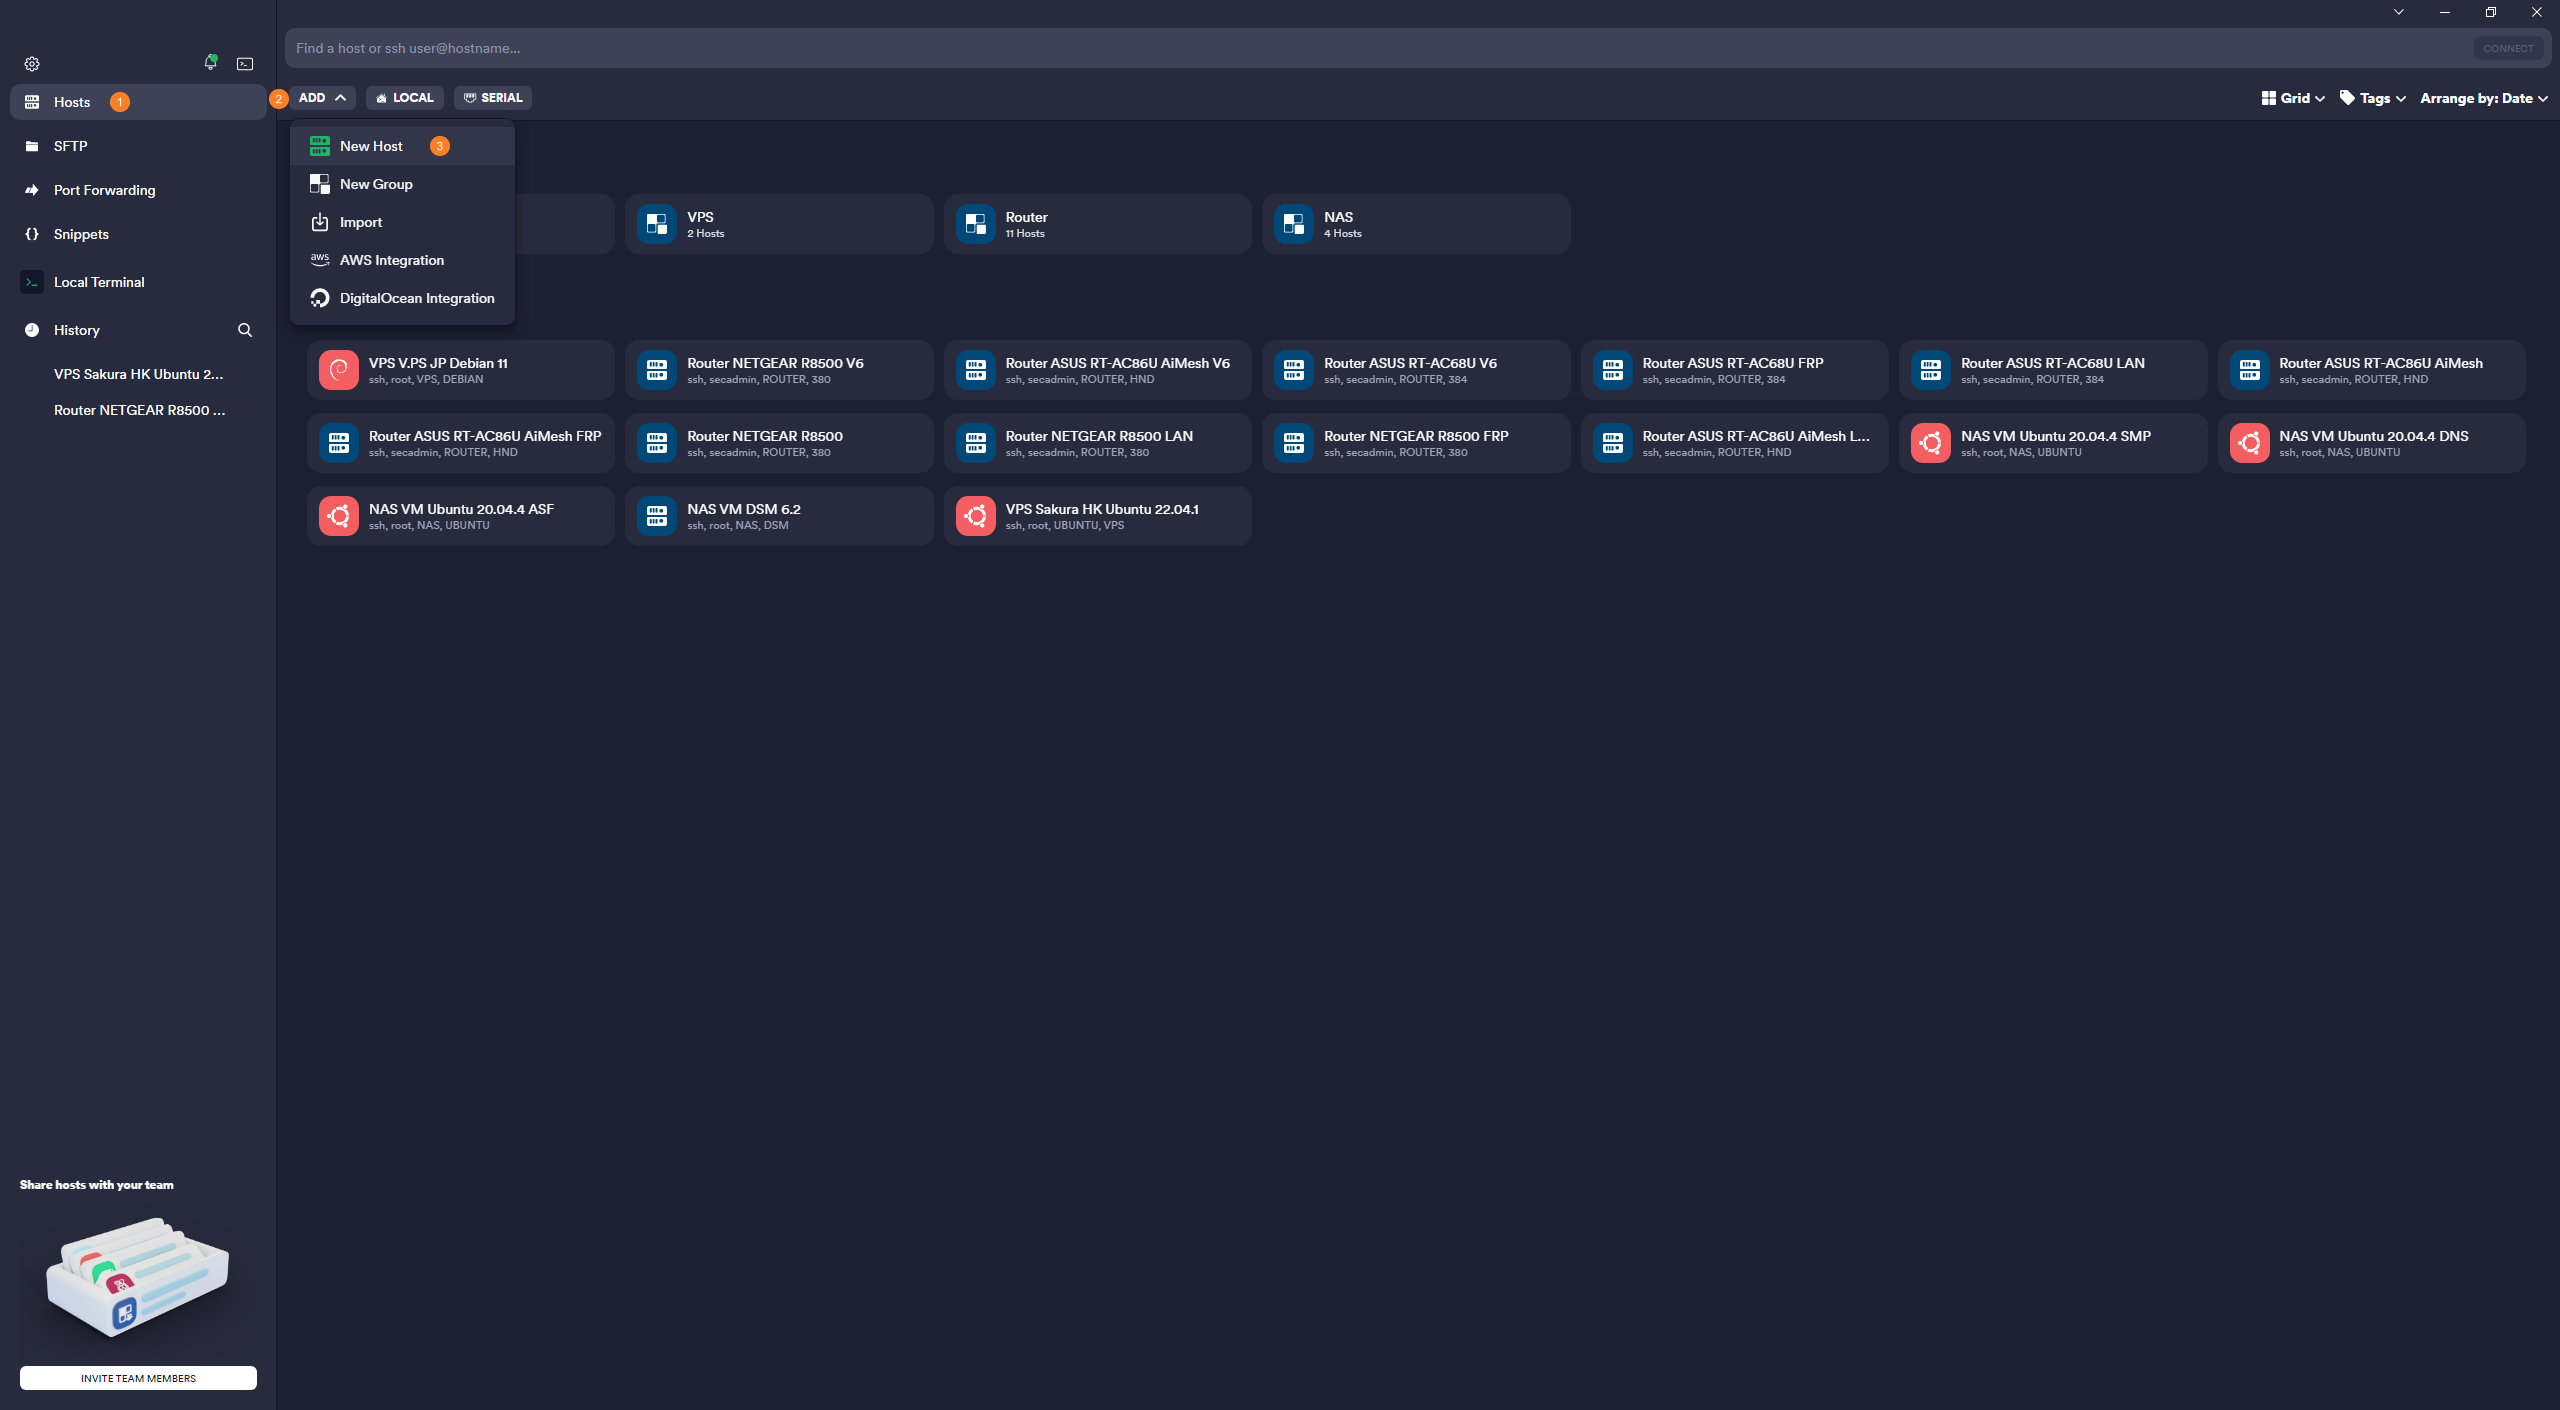 Find a host or ssh user@hostname...
CONNECT
Hosts 1
2 ADD LOCAL SERIAL
Grid Tags Arrange by: Date
SFTP
Port Forwarding
Snippets
Local Terminal
History
VPS Sakura HK Ubuntu 2...
Router NETGEAR R8500 ...
New Host 3
New Group
Import
aws AWS Integration
DigitalOcean Integration
VPS
2 Hosts
Router
11 Hosts
NAS
4 Hosts
VPS V.PS JP Debian 11
ssh, root, VPS, DEBIAN
Router NETGEAR R8500 V6
ssh, secadmin, ROUTER, 380
Router ASUS RT-AC86U AiMesh V6
ssh, secadmin, ROUTER, HND
Router ASUS RT-AC68U V6
ssh, secadmin, ROUTER, 384
Router ASUS RT-AC68U FRP
ssh, secadmin, ROUTER, 384
Router ASUS RT-AC68U LAN
ssh, secadmin, ROUTER, 384
Router ASUS RT-AC86U AiMesh
ssh, secadmin, ROUTER, HND
Router ASUS RT-AC86U AiMesh FRP
ssh, secadmin, ROUTER, HND
Router NETGEAR R8500
ssh, secadmin, ROUTER, 380
Router NETGEAR R8500 LAN
ssh, secadmin, ROUTER, 380
Router NETGEAR R8500 FRP
ssh, secadmin, ROUTER, 380
Router ASUS RT-AC86U AiMesh L...
ssh, secadmin, ROUTER, HND
NAS VM Ubuntu 20.04.4 SMP
ssh, root, NAS, UBUNTU
NAS VM Ubuntu 20.04.4 DNS
ssh, root, NAS, UBUNTU
NAS VM Ubuntu 20.04.4 ASF
ssh, root, NAS, UBUNTU
NAS VM DSM 6.2
ssh, root, NAS, DSM
VPS Sakura HK Ubuntu 22.04.1
ssh, root, UBUNTU, VPS
Share hosts with your team
INVITE TEAM MEMBERS